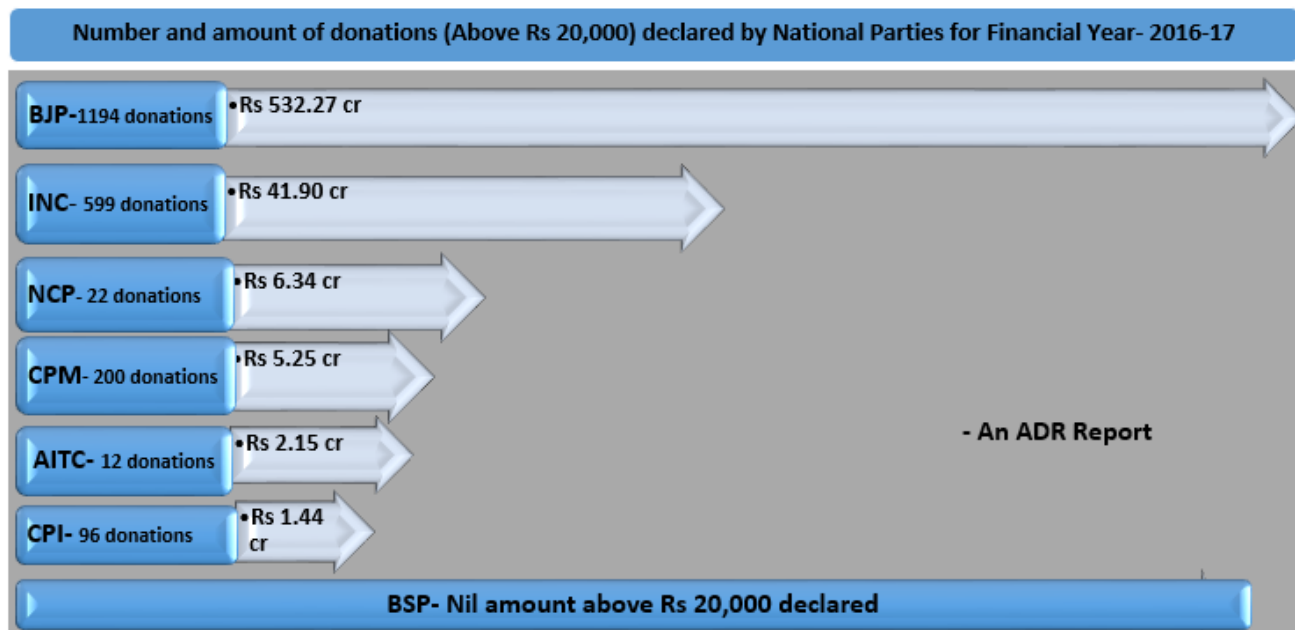 Number and amount of donations (Above Rs 20,000) declared by National Parties for Financial Year- 2016-17
BJP-1194 donations
•Rs 532.27 cr
INC- 599 donations
•Rs 41.90 cr
NCP- 22 donations
•Rs 6.34 cr
CPM- 200 donations
•Rs 5.25 cr
AITC- 12 donations
•Rs 2.15 cr
CPI- 96 donations
•Rs 1.44
cr
- An ADR Report
BSP- Nil amount above Rs 20,000 declared